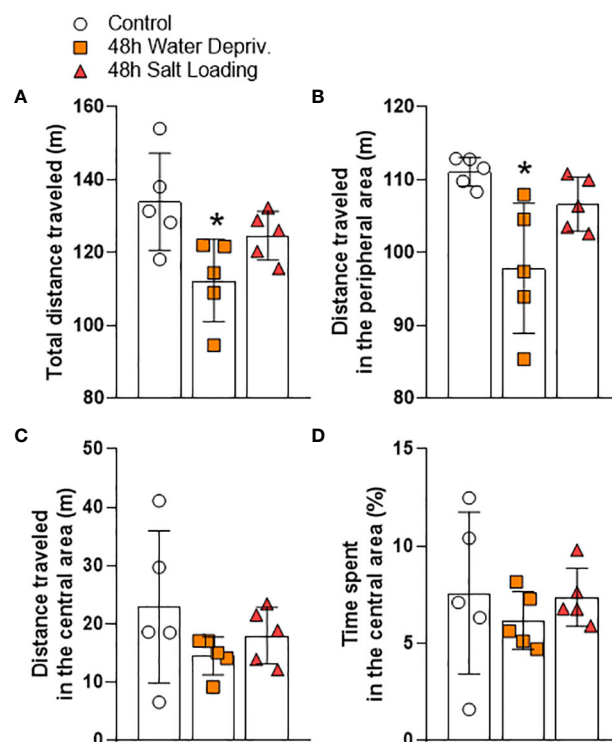 Control
48h Water Depriv.
48h Salt Loading
A
Total distance traveled (m)
160
140
120
100
80
*
B
Distance traveled
in the peripheral area (m)
120
110
100
90
80
*
C
Distance traveled
in the central area (m)
50
40
30
20
10
0
D
Time spent
in the central area (%)
15
10
5
0